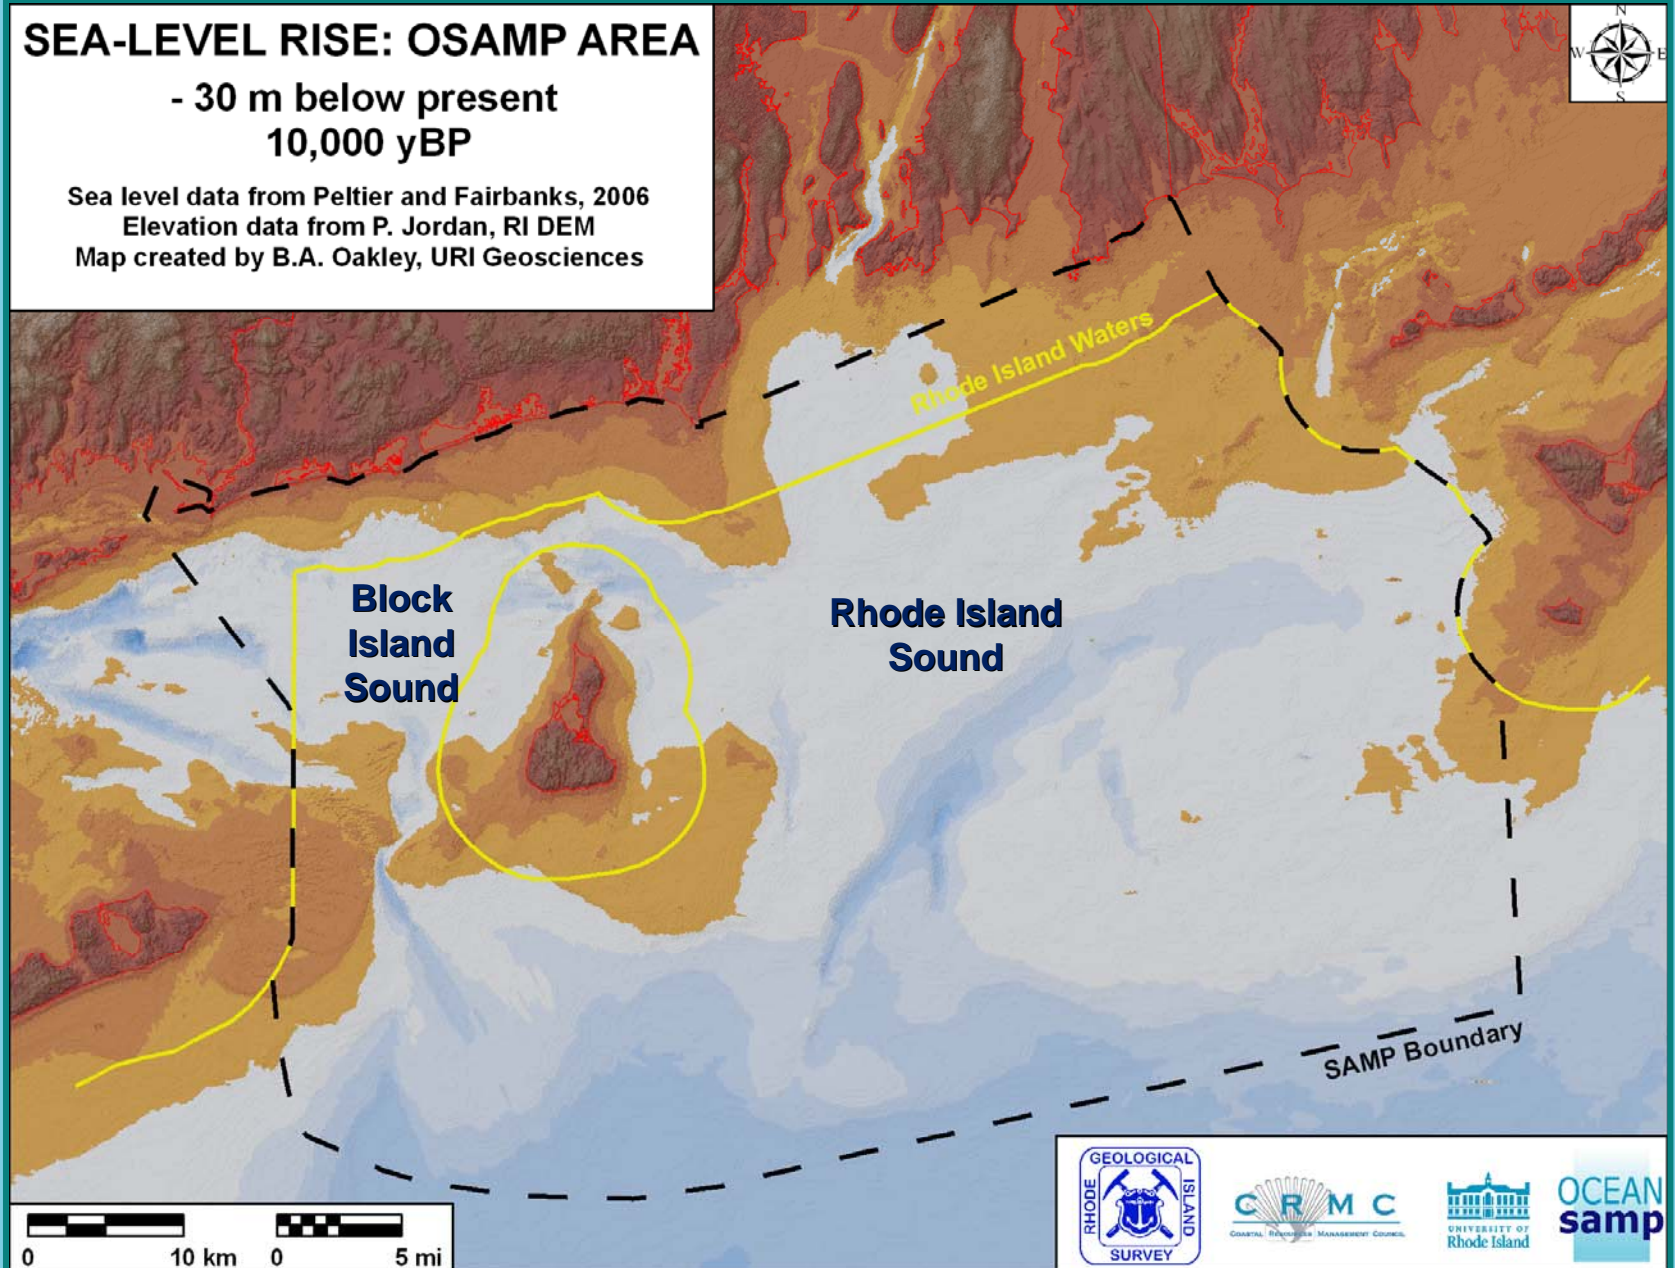 SEA-LEVEL RISE: OSAMP AREA
- 30 m below present
10,000 yBP
Sea level data from Peltier and Fairbanks, 2006
Elevation data from P. Jordan, RI DEM
Map created by B.A. Oakley, URI Geosciences
N
W E
S
Rhode Island Waters
Block
Island
Sound
Rhode Island
Sound
SAMP Boundary
0 10 km 0 5 mi
GEOLOGICAL
RHODE
ISLAND
SURVEY
C R M C
COASTAL RESOURCES MANAGEMENT COUNCIL
UNIVERSITY OF
Rhode Island
OCEAN
samp